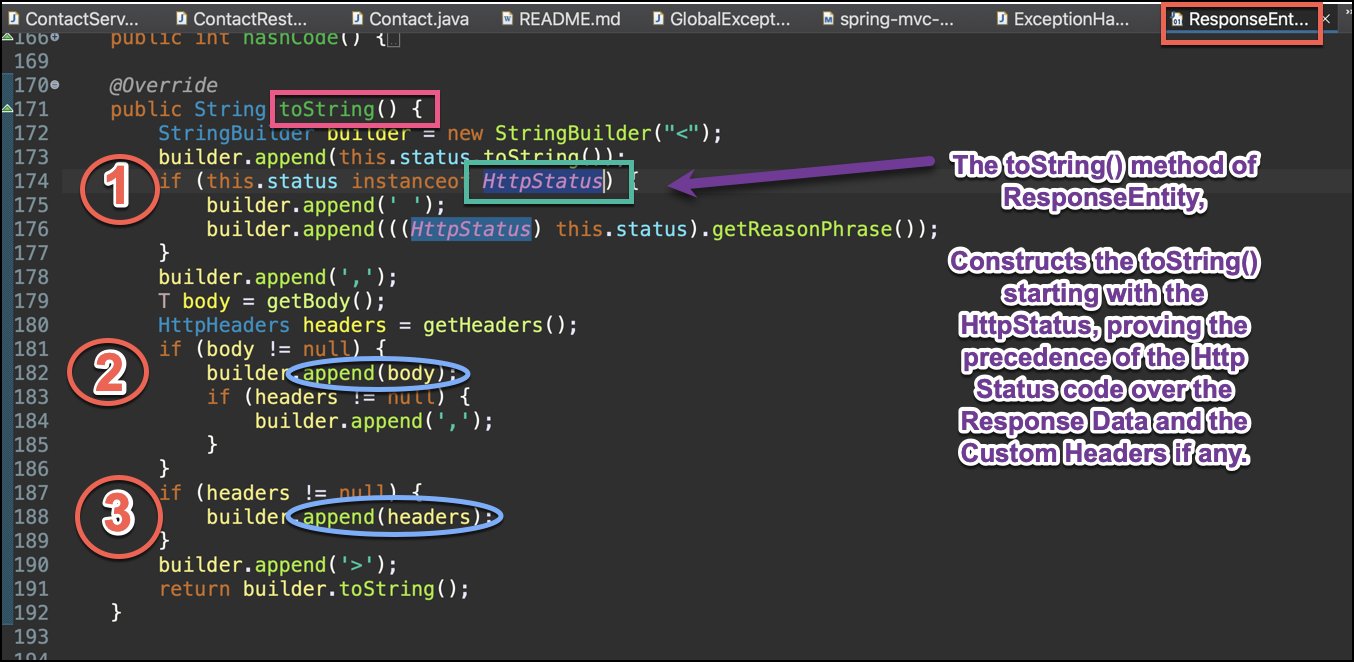 ContactServ... ContactRest... Contact.java README.md GlobalExcept... spring-mvc-... ExceptionHa... ResponseEnt...
166 public int hashCode() {
169
170 @Override
171 public String toString() {
172 StringBuilder builder = new StringBuilder("<");
173 builder.append(this.status.toString());
174 if (this.status instanceof HttpStatus) {
175 builder.append(' ');
176 builder.append(((HttpStatus) this.status).getReasonPhrase());
177 }
178 builder.append(',');
179 T body = getBody();
180 HttpHeaders headers = getHeaders();
181 if (body != null) {
182 builder.append(body);
183 if (headers != null) {
184 builder.append(',');
185 }
186 }
187 if (headers != null) {
188 builder.append(headers);
189 }
190 builder.append('>');
191 return builder.toString();
192 }
193
194
1
2
3
The toString() method of
ResponseEntity,
Constructs the toString()
starting with the
HttpStatus, proving the
precedence of the Http
Status code over the
Response Data and the
Custom Headers if any.